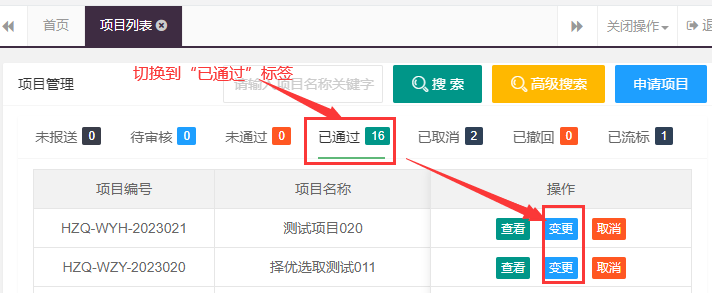 首页 项目列表 关闭操作 退
切换到“已通过”标签
项目管理 请输入项目名称关键字 搜 索 高级搜索 申请项目
未报送 0 待审核 0 未通过 0 已通过 16 已取消 2 已撤回 0 已流标 1
项目编号 项目名称 操作
HZQ-WYH-2023021 测试项目020 查看 变更 取消
HZQ-WZY-2023020 择优选取测试011 查看 变更 取消